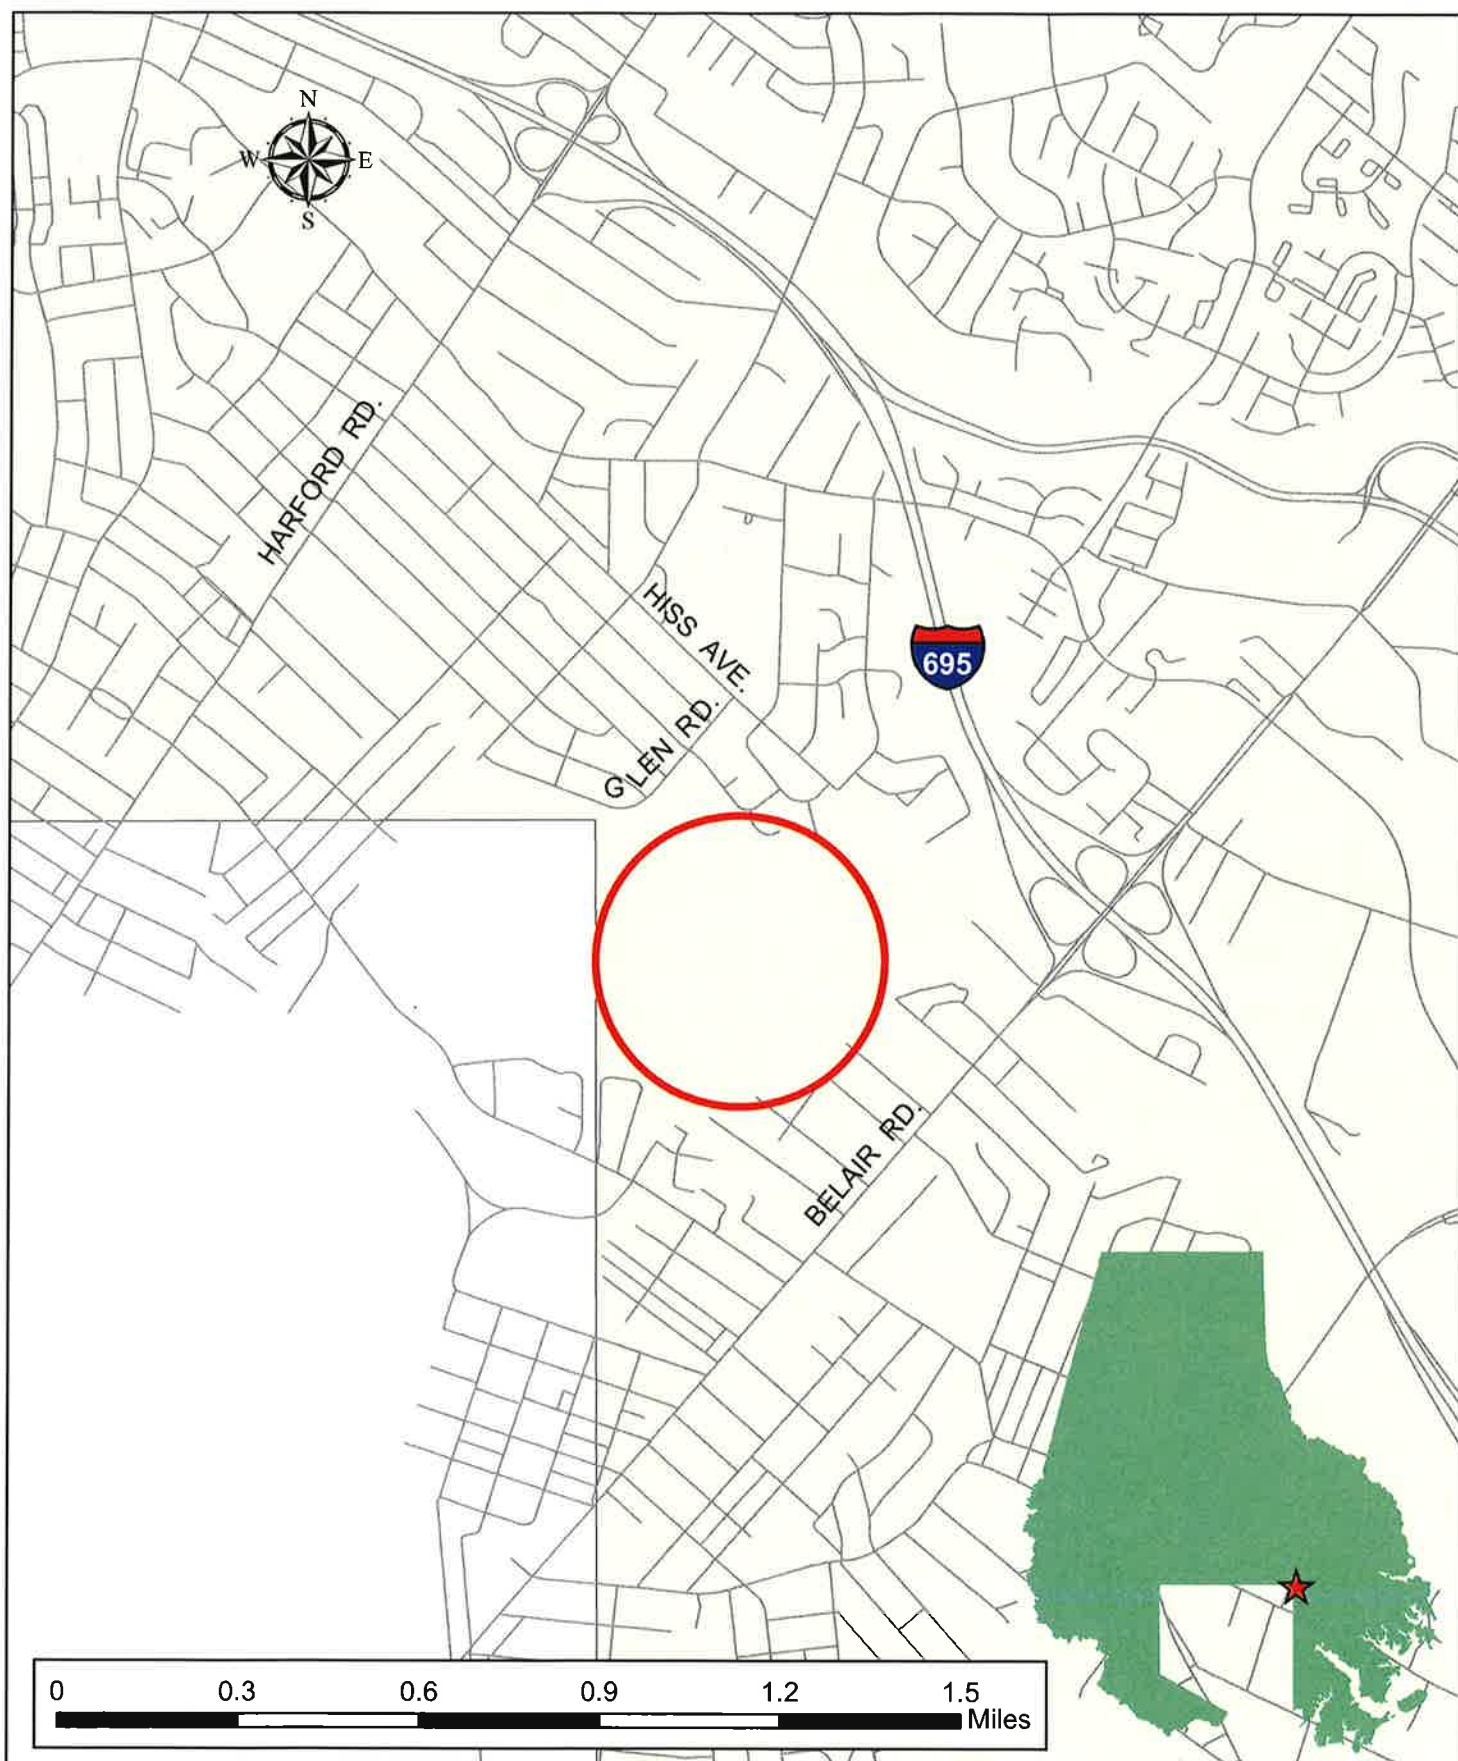 N
W E
S
HARFORD RD.
HISS AVE.
695
GLEN RD.
BELAIR RD.
0 0.3 0.6 0.9 1.2 1.5
Miles